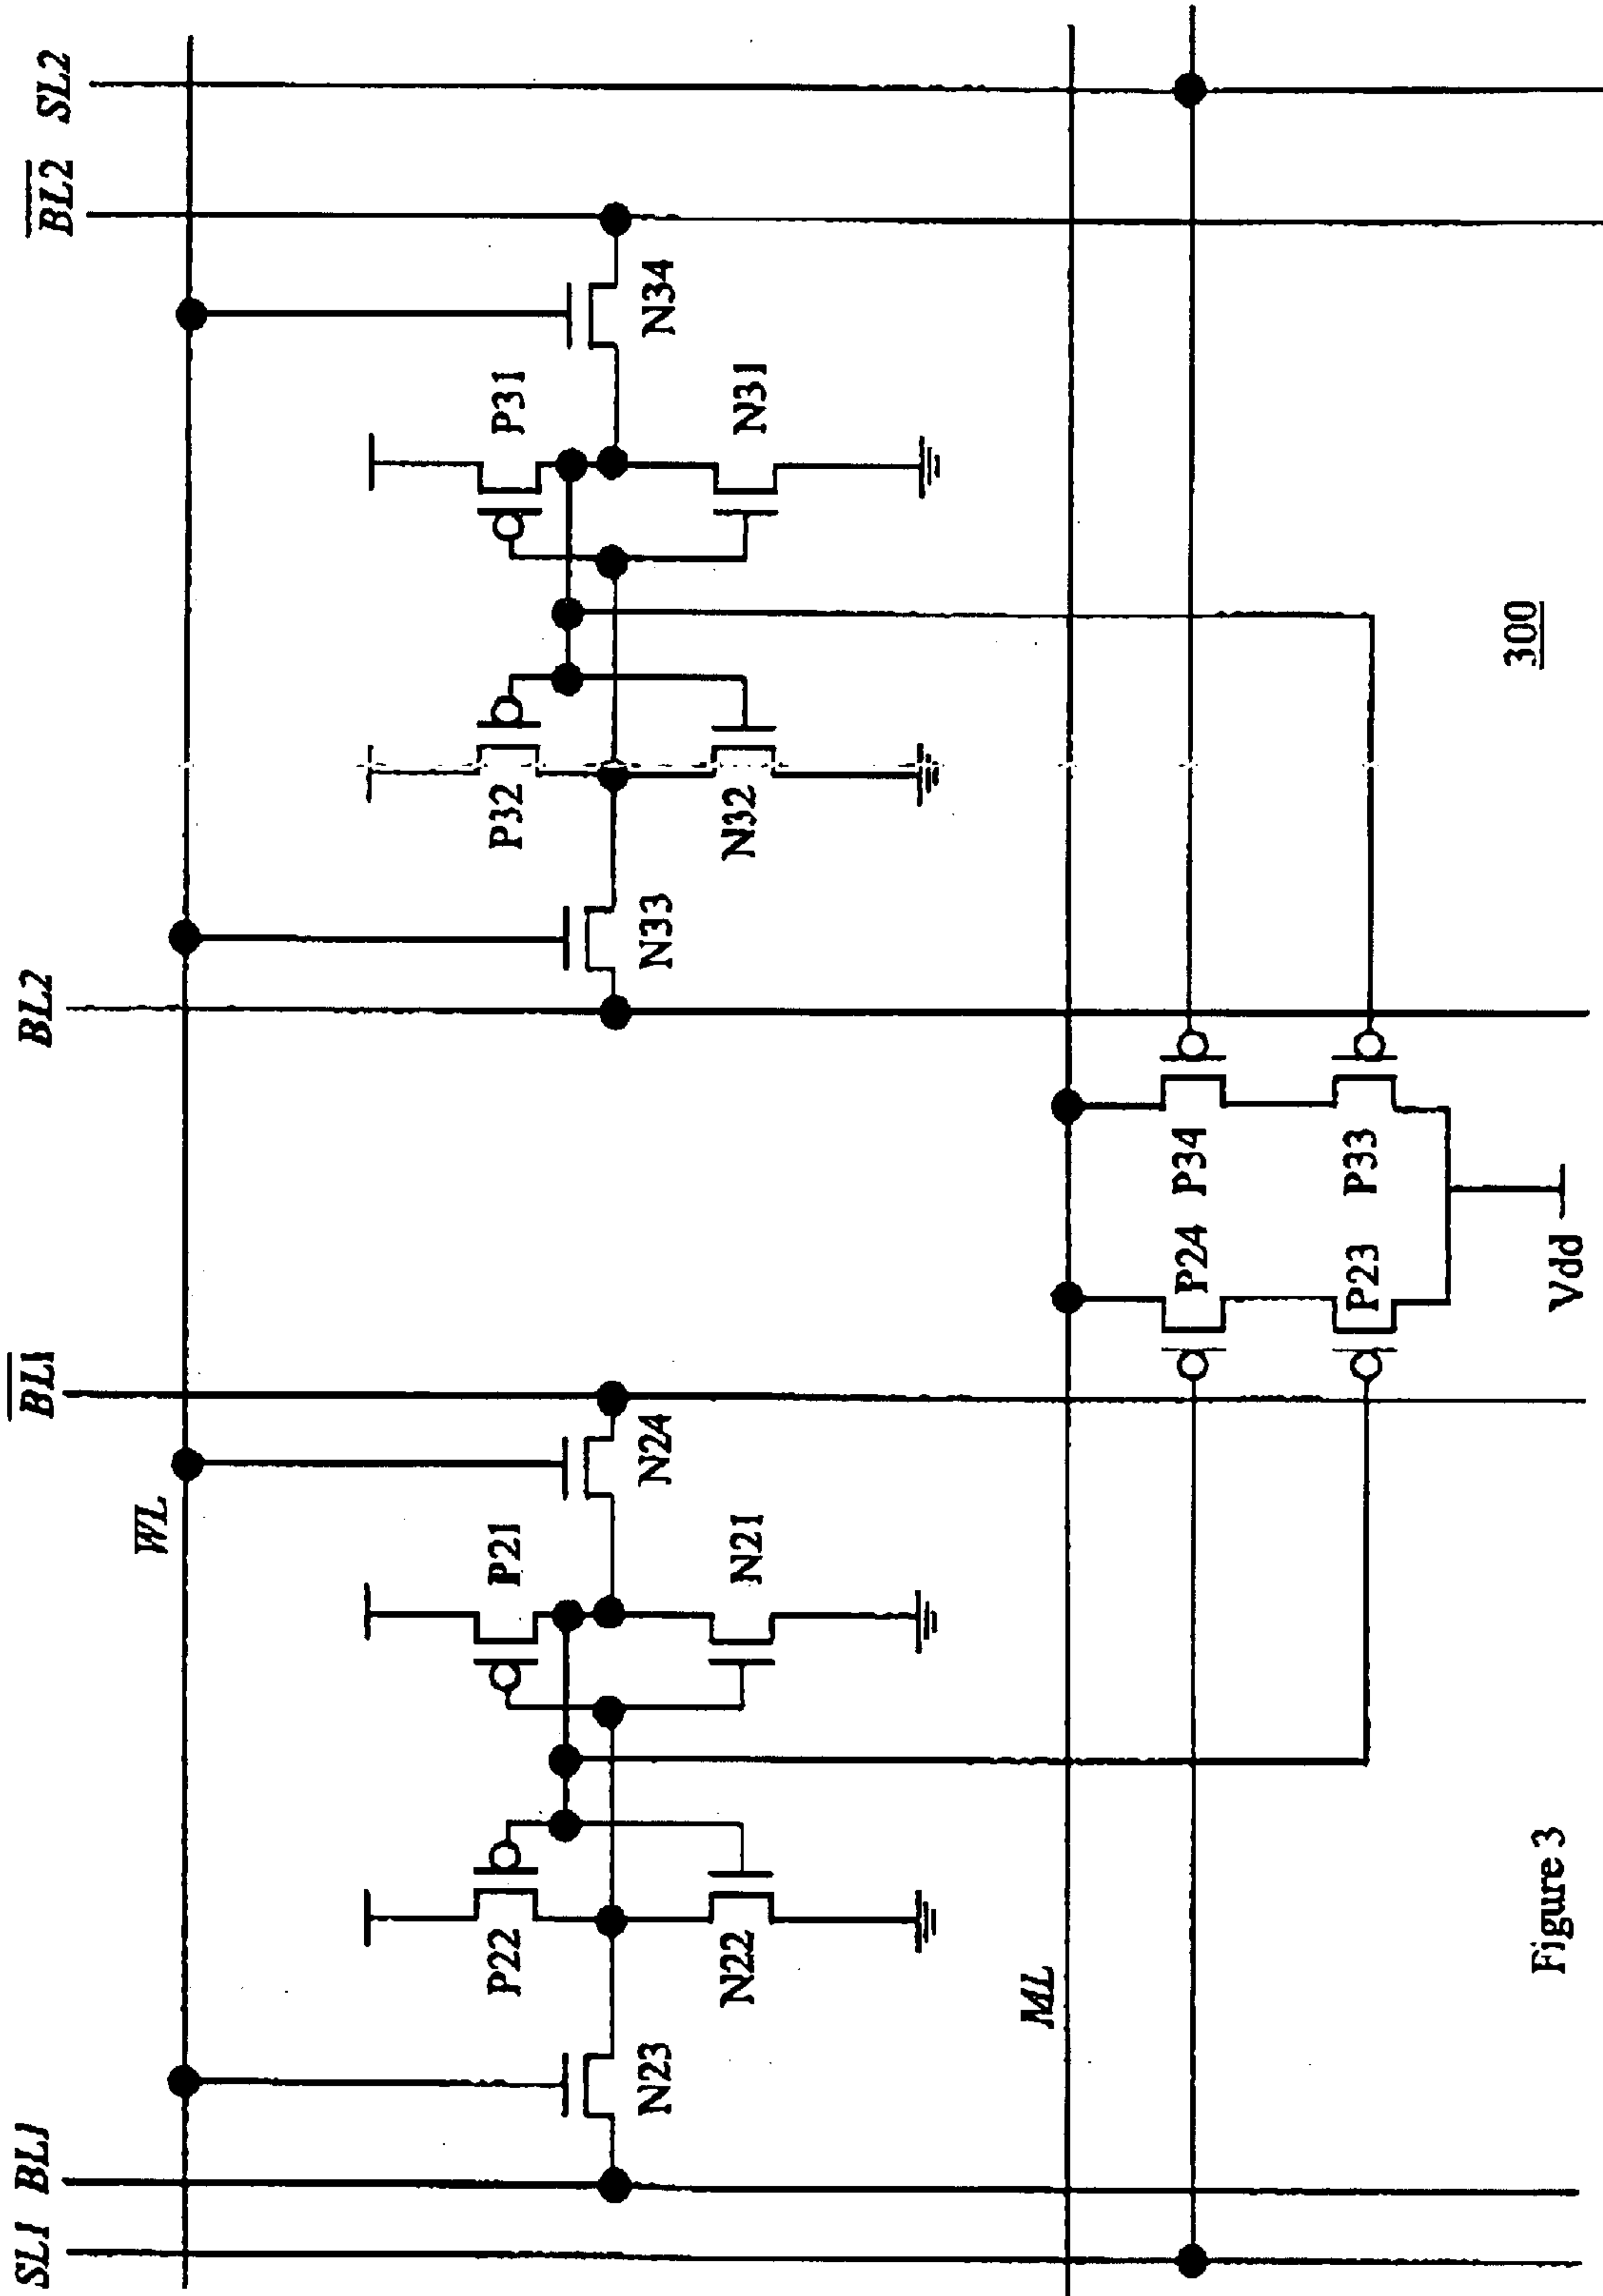 SL1 BL1 BL1 BL2 BL2 SL2
WL
P22 P21 P32 P31
N23 N24 N33 N34
N22 N21 N32 N31
ML
P24 P34
P23 P33
Vdd
300
Figure 3